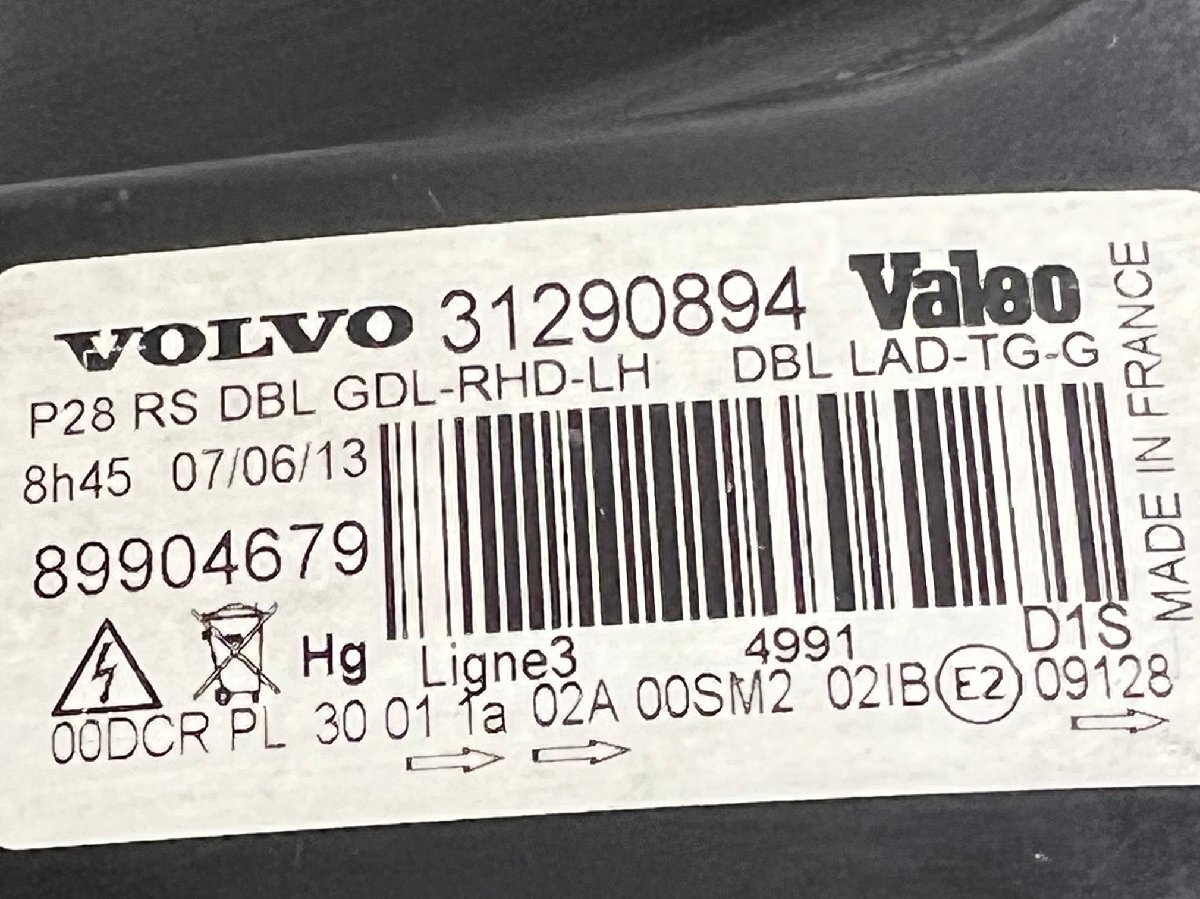 VOLVO 31290894 Valeo
P28 RS DBL GDL-RHD-LH DBL LAD-TG-G
8h45 07/06/13
89904679
Hg Ligne3 4991 D1S
00DCR PL 30 01 1a 02A 00SM2 02IB E2 09128
MADE IN FRANCE